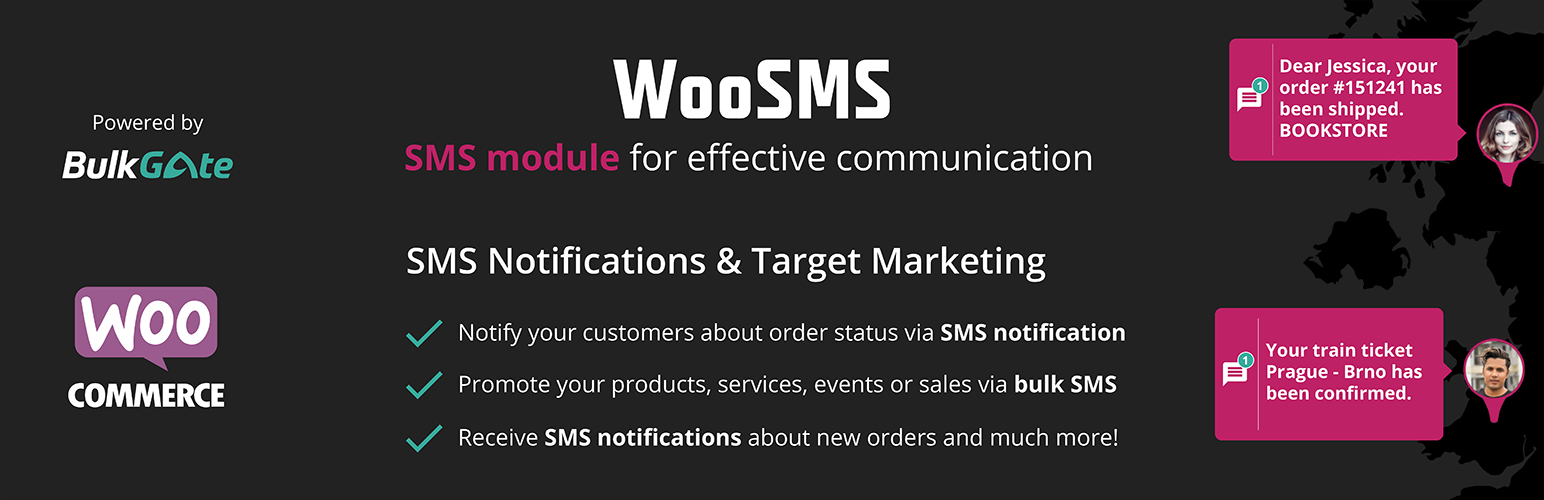 Powered by
BulkGate
WOO
COMMERCE
WooSMS
SMS module for effective communication
SMS Notifications & Target Marketing
Notify your customers about order status via SMS notification
Promote your products, services, events or sales via bulk SMS
Receive SMS notifications about new orders and much more!
1
Dear Jessica, your
order #151241 has
been shipped.
BOOKSTORE
1
Your train ticket
Prague - Brno has
been confirmed.